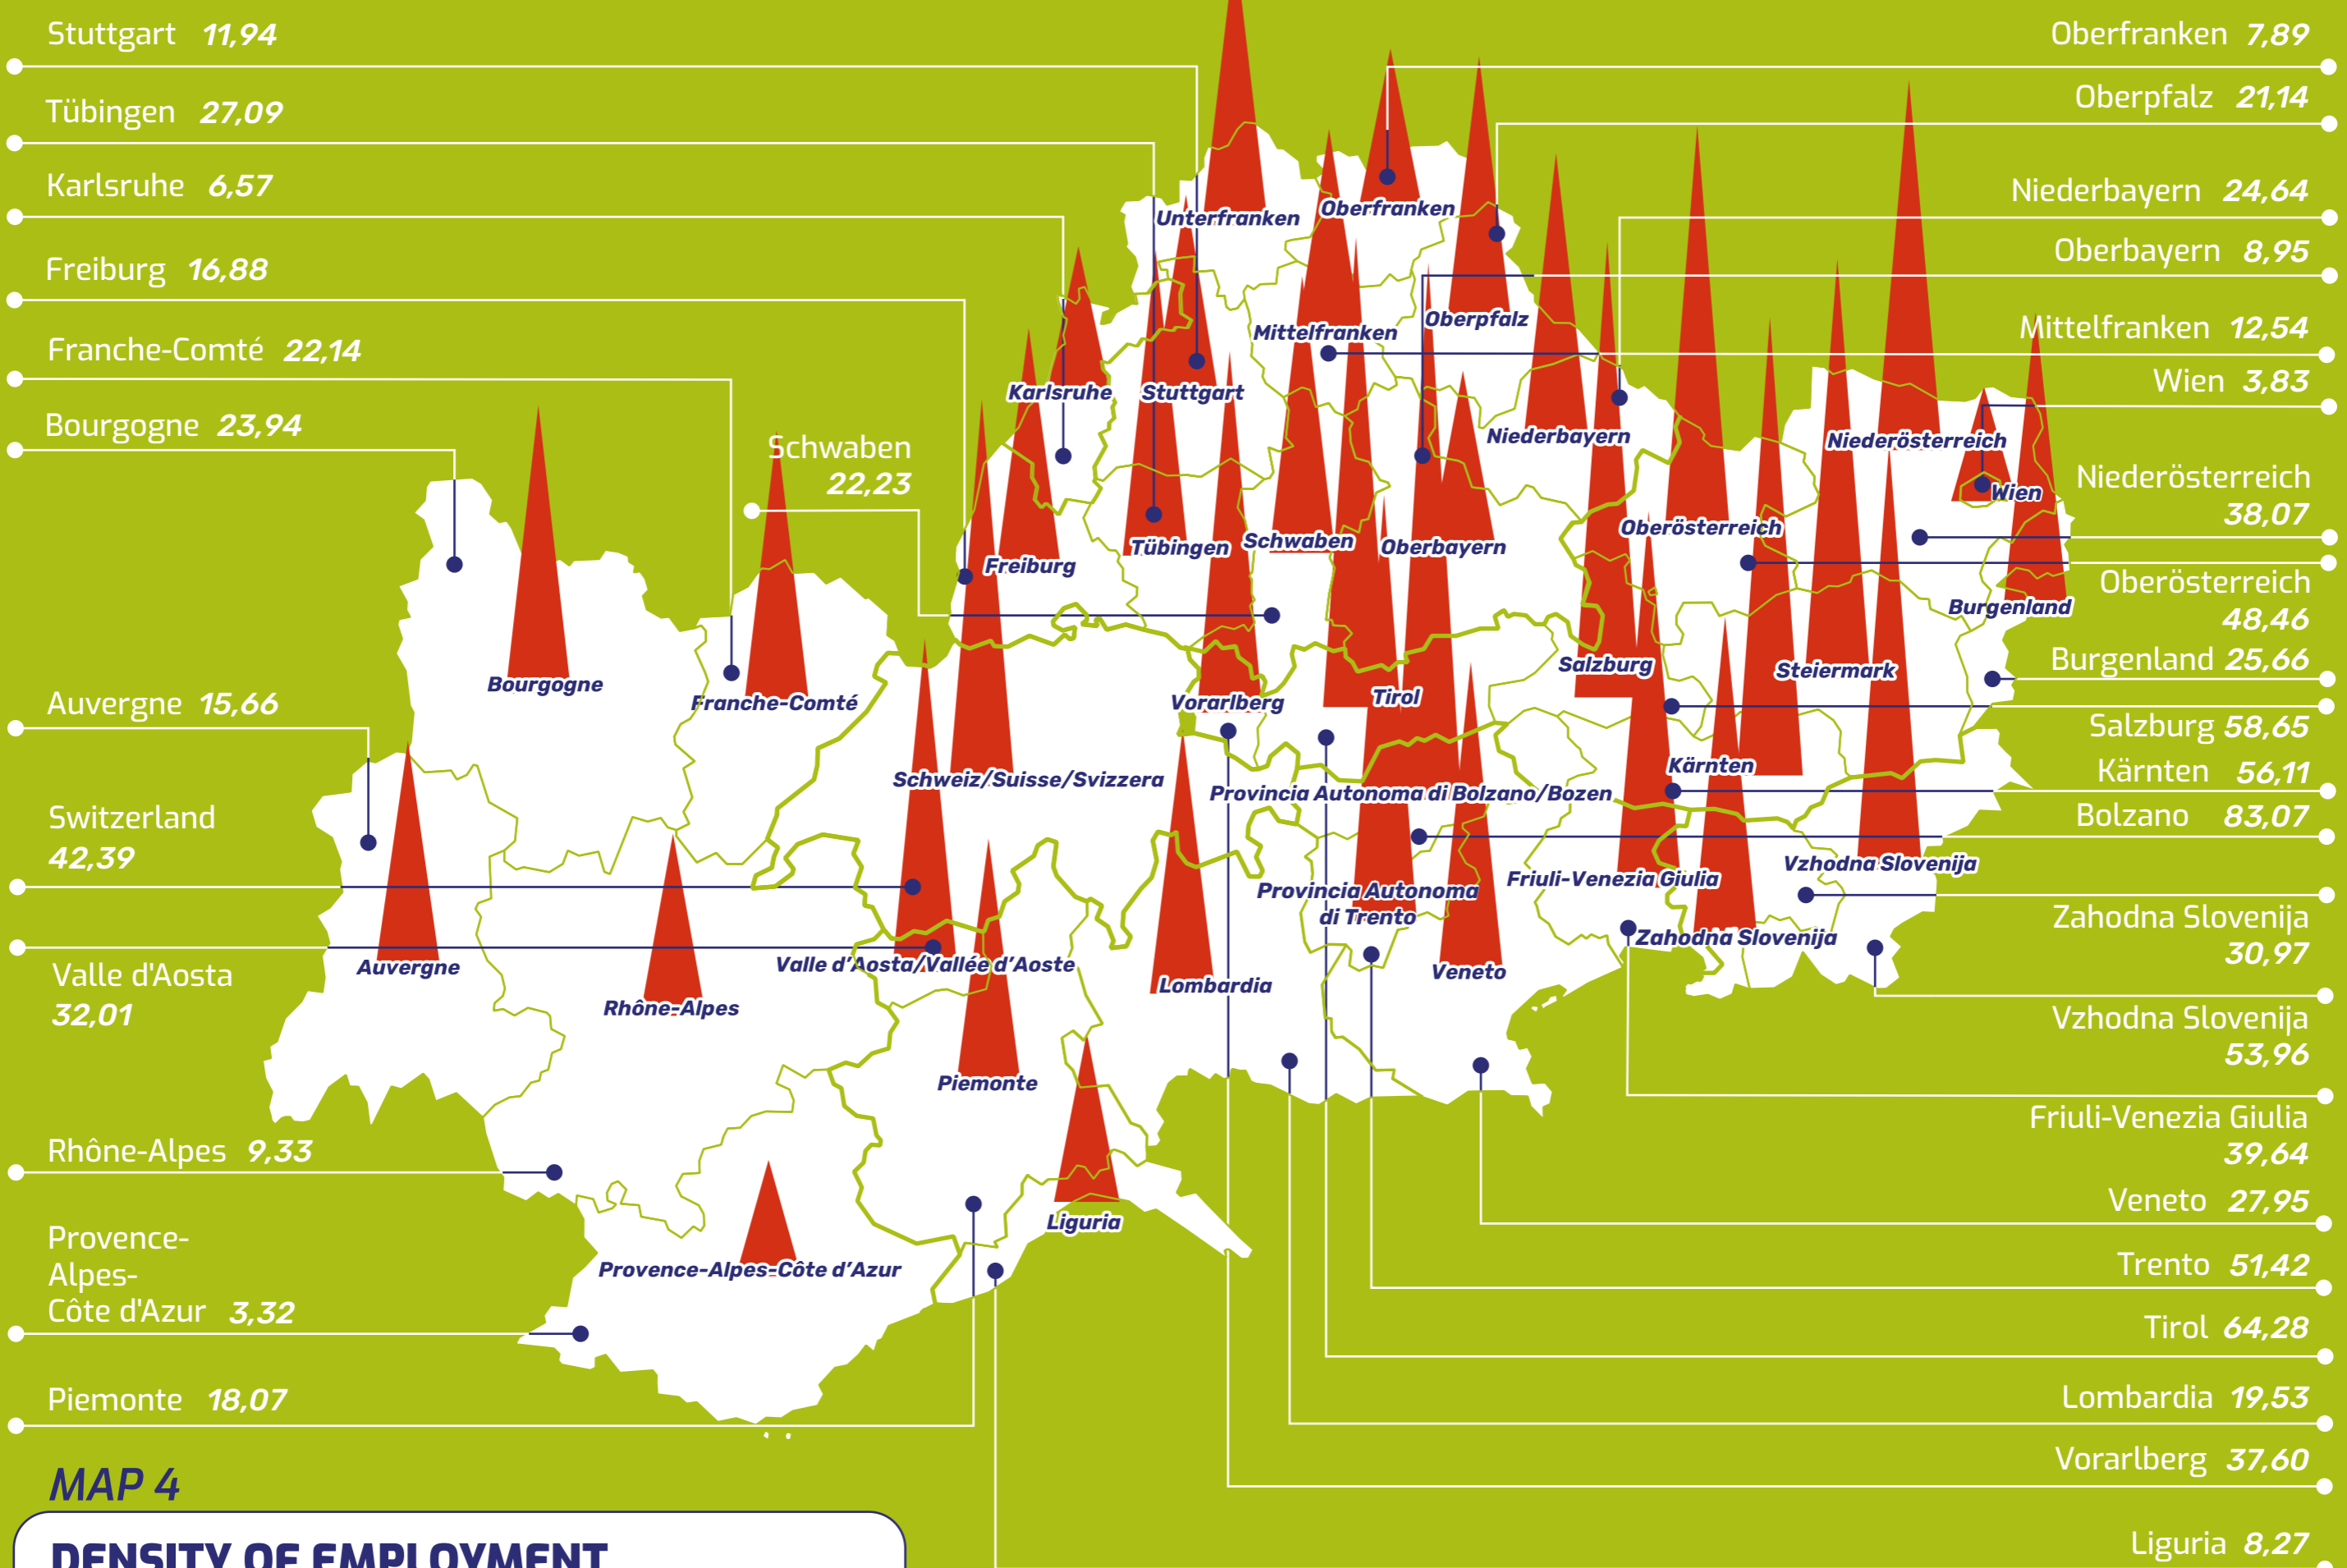 Stuttgart 11,94
Tübingen 27,09
Karlsruhe 6,57
Freiburg 16,88
Franche-Comté 22,14
Bourgogne 23,94
Schwaben
22,23
Auvergne 15,66
Switzerland
42,39
Valle d'Aosta
32,01
Rhône-Alpes 9,33
Provence-
Alpes-
Côte d'Azur 3,32
Piemonte 18,07
Oberfranken 7,89
Oberpfalz 21,14
Niederbayern 24,64
Oberbayern 8,95
Mittelfranken 12,54
Wien 3,83
Niederösterreich
38,07
Oberösterreich
48,46
Burgenland 25,66
Salzburg 58,65
Kärnten 56,11
Bolzano 83,07
Zahodna Slovenija
30,97
Vzhodna Slovenija
53,96
Friuli-Venezia Giulia
39,64
Veneto 27,95
Trento 51,42
Tirol 64,28
Lombardia 19,53
Vorarlberg 37,60
Liguria 8,27
Unterfranken
Oberfranken
Mittelfranken
Oberpfalz
Karlsruhe
Stuttgart
Niederbayern
Niederösterreich
Wien
Oberösterreich
Freiburg
Tübingen
Schwaben
Oberbayern
Burgenland
Salzburg
Steiermark
Bourgogne
Franche-Comté
Vorarlberg
Tirol
Schweiz/Suisse/Svizzera
Provincia Autonoma di Bolzano/Bozen
Kärnten
Provincia Autonoma
di Trento
Friuli-Venezia Giulia
Vzhodna Slovenija
Zahodna Slovenija
Auvergne
Rhône-Alpes
Valle d’Aosta/Vallée d’Aoste
Lombardia
Veneto
Piemonte
Liguria
Provence-Alpes-Côte d’Azur
MAP 4
DENSITY OF EMPLOYMENT